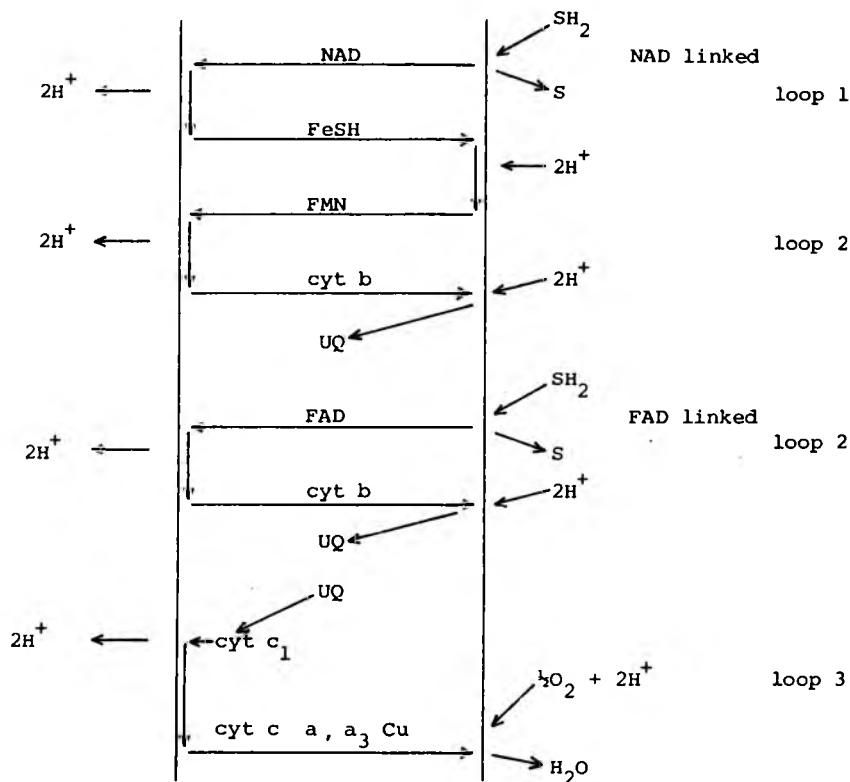 SH₂
NAD NAD linked
2H⁺ S loop 1
FeSH
2H⁺
FMN
2H⁺ loop 2
cyt b 2H⁺
UQ
SH₂
FAD FAD linked
2H⁺ S loop 2
cyt b 2H⁺
UQ
UQ
2H⁺ cyt c₁
½O₂ + 2H⁺ loop 3
cyt c a, a₃ Cu
H₂O